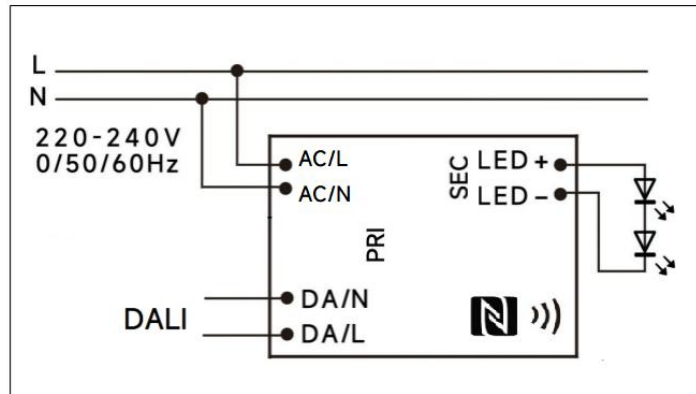 L
N
220-240V
0/50/60Hz
AC/L
AC/N
PRI
SEC
LED +
LED -
DALI
DA/N
DA/L